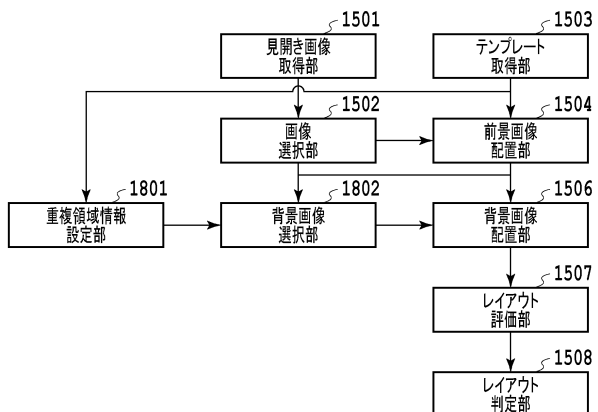 1501
見開き画像
取得部
1503
テンプレート
取得部
1502
画像
選択部
1504
前景画像
配置部
1801
重複領域情報
設定部
1802
背景画像
選択部
1506
背景画像
配置部
1507
レイアウト
評価部
1508
レイアウト
判定部